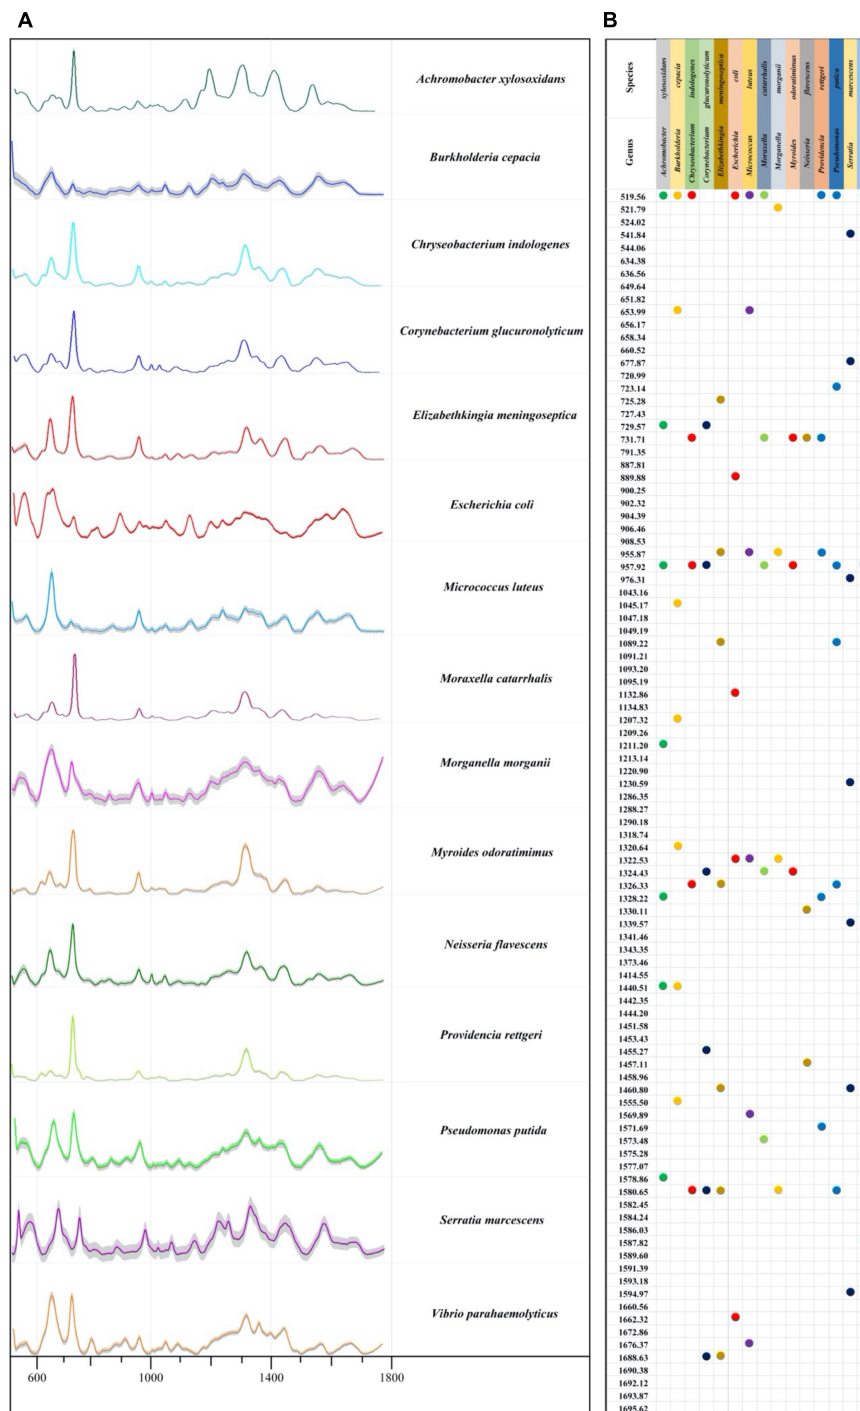 A
B
Achromobacter xylosoxidans
Burkholderia cepacia
Chryseobacterium indologenes
Corynebacterium glucuronolyticum
Elizabethkingia meningoseptica
Escherichia coli
Micrococcus luteus
Moraxella catarrhalis
Morganella morganii
Myroides odoratimimus
Neisseria flavescens
Providencia rettgeri
Pseudomonas putida
Serratia marcescens
Vibrio parahaemolyticus
600 1000 1400 1800
Species
xylosoxidans
cepacia
indologenes
glucuronolyticum
meningoseptica
coli
luteus
catarrhalis
morganii
odoratimimus
flavescens
rettgeri
putica
marcescens
Genus
Achromobacter
Burkholderia
Chryseobacterium
Corynebacterium
Elizabethkingia
Escherichia
Micrococcus
Moraxella
Morganella
Myroides
Neisseria
Providencia
Pseudomonas
Serratia
519.56
521.79
524.02
541.84
544.06
634.38
636.56
649.64
651.82
653.99
656.17
658.34
660.52
677.87
720.99
723.14
725.28
727.43
729.57
731.71
791.35
887.81
889.88
900.25
902.32
904.39
906.46
908.53
955.87
957.92
976.31
1043.16
1045.17
1047.18
1049.19
1089.22
1091.21
1093.20
1095.19
1132.86
1134.83
1207.32
1209.26
1211.20
1213.14
1220.90
1230.59
1286.35
1288.27
1290.18
1318.74
1320.64
1322.53
1324.43
1326.33
1328.22
1330.11
1339.57
1341.46
1343.35
1373.46
1414.55
1440.51
1442.35
1444.20
1451.58
1453.43
1455.27
1457.11
1458.96
1460.80
1555.50
1569.89
1571.69
1573.48
1575.28
1577.07
1578.86
1580.65
1582.45
1584.24
1586.03
1587.82
1589.60
1591.39
1593.18
1594.97
1660.56
1662.32
1672.86
1676.37
1688.63
1690.38
1692.12
1693.87
1695.62